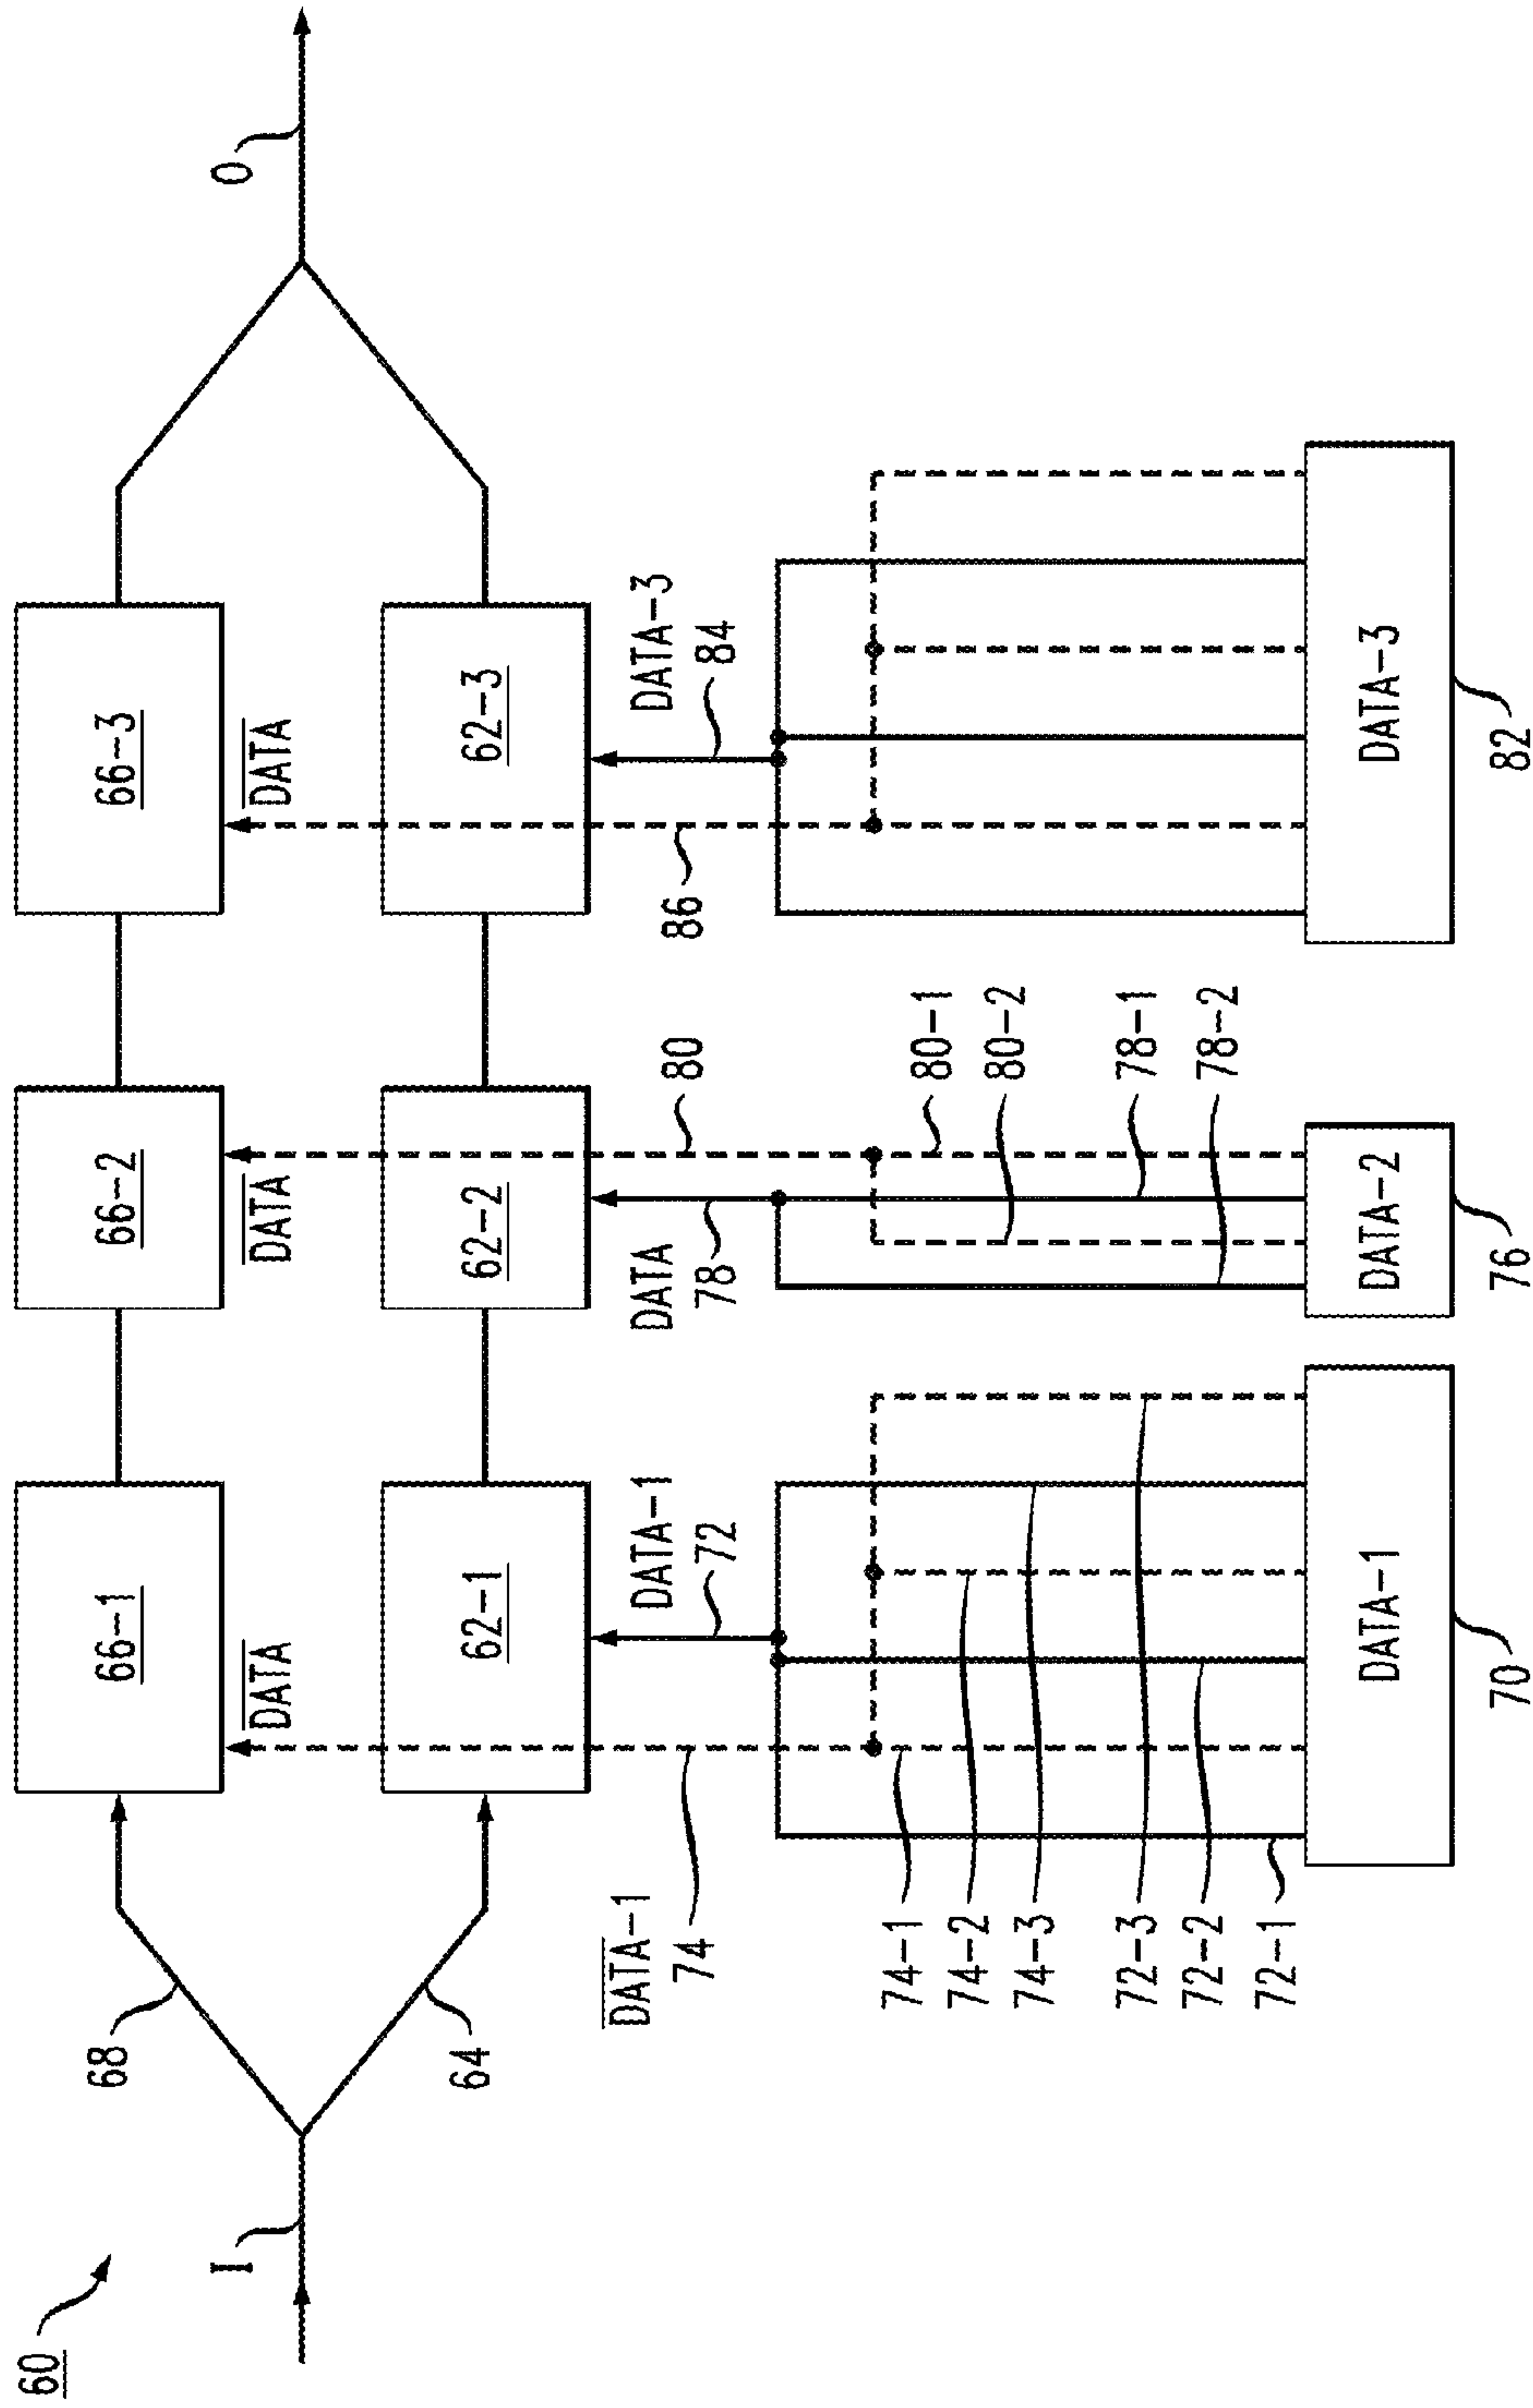 60
I
68
64
66-1
66-2
66-3
O
DATA
DATA
DATA
62-1
62-2
62-3
DATA-1
74
DATA-1
72
DATA
78
80
86
DATA-3
84
74-1
74-2
74-3
72-3
72-2
72-1
80-1
80-2
78-1
78-2
DATA-1
DATA-2
DATA-3
70
76
82